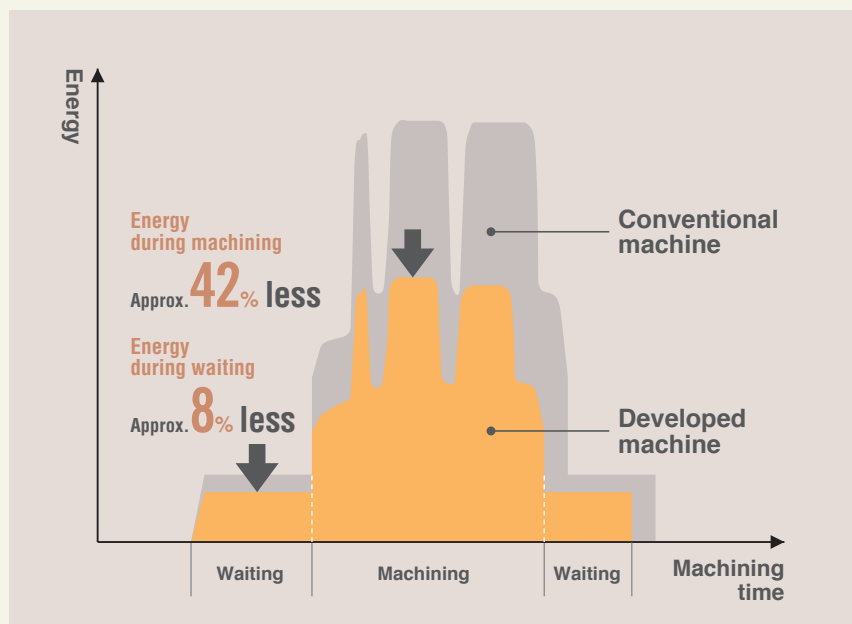 Energy
Energy
during machining
Approx. 42% less
Energy
during waiting
Approx. 8% less
Conventional
machine
Developed
machine
Waiting
Machining
Waiting
Machining
time